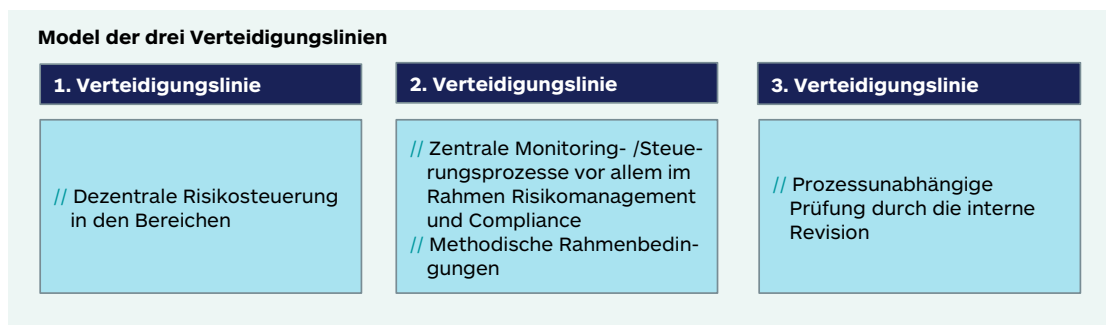 Model der drei Verteidigungslinien
1. Verteidigungslinie
// Dezentrale Risikosteuerung
in den Bereichen
2. Verteidigungslinie
// Zentrale Monitoring- /Steue-
rungsprozesse vor allem im
Rahmen Risikomanagement
und Compliance
// Methodische Rahmenbedin-
gungen
3. Verteidigungslinie
// Prozessunabhängige
Prüfung durch die interne
Revision